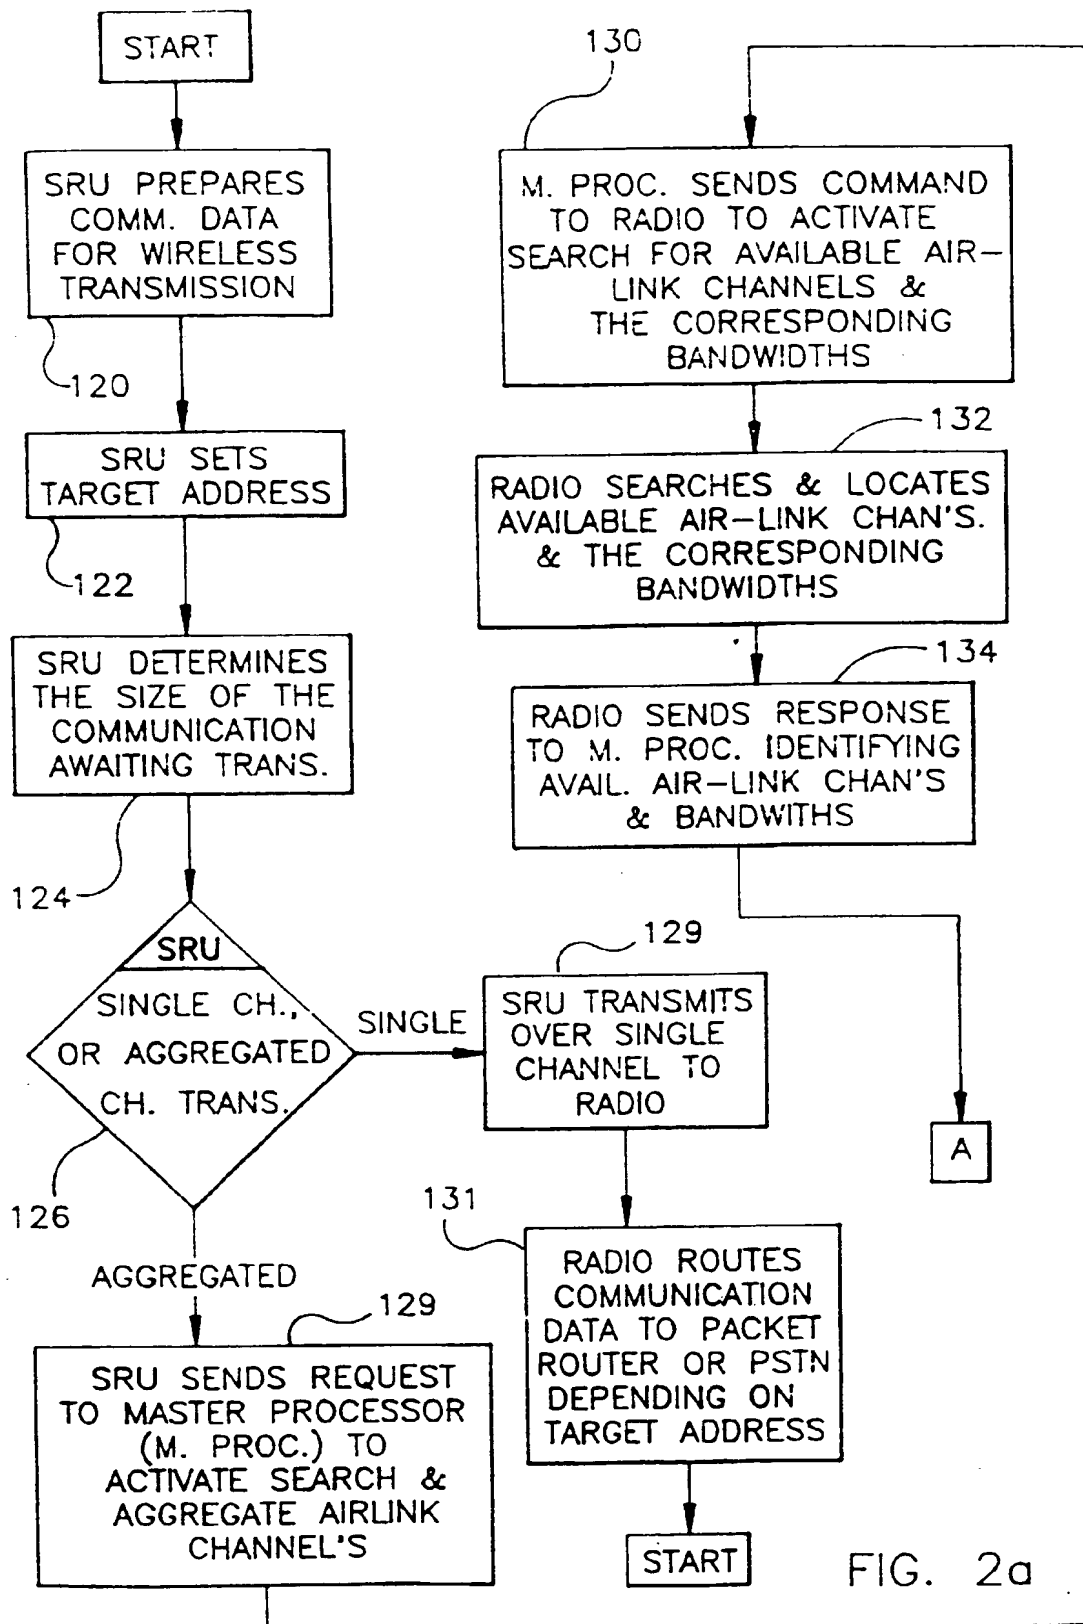 START
SRU PREPARES
COMM. DATA
FOR WIRELESS
TRANSMISSION
120
SRU SETS
TARGET ADDRESS
122
SRU DETERMINES
THE SIZE OF THE
COMMUNICATION
AWAITING TRANS.
124
SRU
SINGLE CH.,
OR AGGREGATED
CH. TRANS.
126
SINGLE
AGGREGATED
129
SRU SENDS REQUEST
TO MASTER PROCESSOR
(M. PROC.) TO
ACTIVATE SEARCH &
AGGREGATE AIRLINK
CHANNEL'S
129
SRU TRANSMITS
OVER SINGLE
CHANNEL TO
RADIO
131
RADIO ROUTES
COMMUNICATION
DATA TO PACKET
ROUTER OR PSTN
DEPENDING ON
TARGET ADDRESS
START
130
M. PROC. SENDS COMMAND
TO RADIO TO ACTIVATE
SEARCH FOR AVAILABLE AIR-
LINK CHANNELS &
THE CORRESPONDING
BANDWIDTHS
132
RADIO SEARCHES & LOCATES
AVAILABLE AIR-LINK CHAN'S.
& THE CORRESPONDING
BANDWIDTHS
134
RADIO SENDS RESPONSE
TO M. PROC. IDENTIFYING
AVAIL. AIR-LINK CHAN'S
& BANDWITHS
A
FIG. 2a